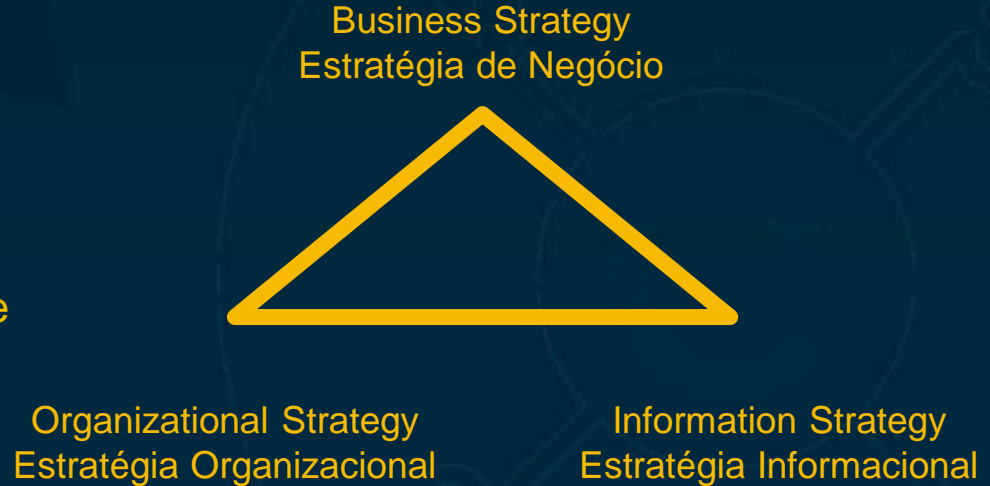 Business Strategy
Estratégia de Negócio
e
Organizational Strategy
Estratégia Organizacional
Information Strategy
Estratégia Informacional